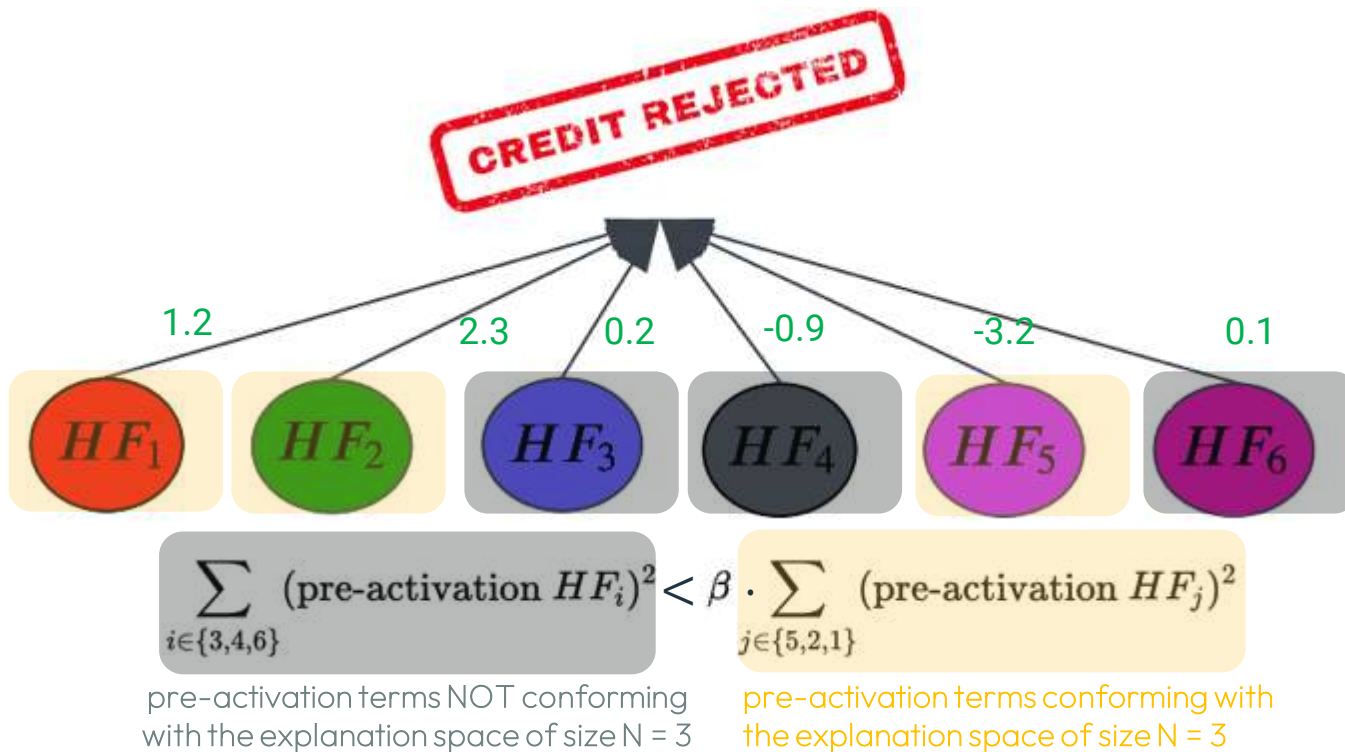 CREDIT REJECTED
1.2 2.3 0.2 -0.9 -3.2 0.1
HF₁ HF₂ HF₃ HF₄ HF₅ HF₆
∑ (pre-activation HFᵢ)² < β · ∑ (pre-activation HFⱼ)²
i∈{3,4,6} j∈{5,2,1}
pre-activation terms NOT conforming
with the explanation space of size N = 3
pre-activation terms conforming with
the explanation space of size N = 3